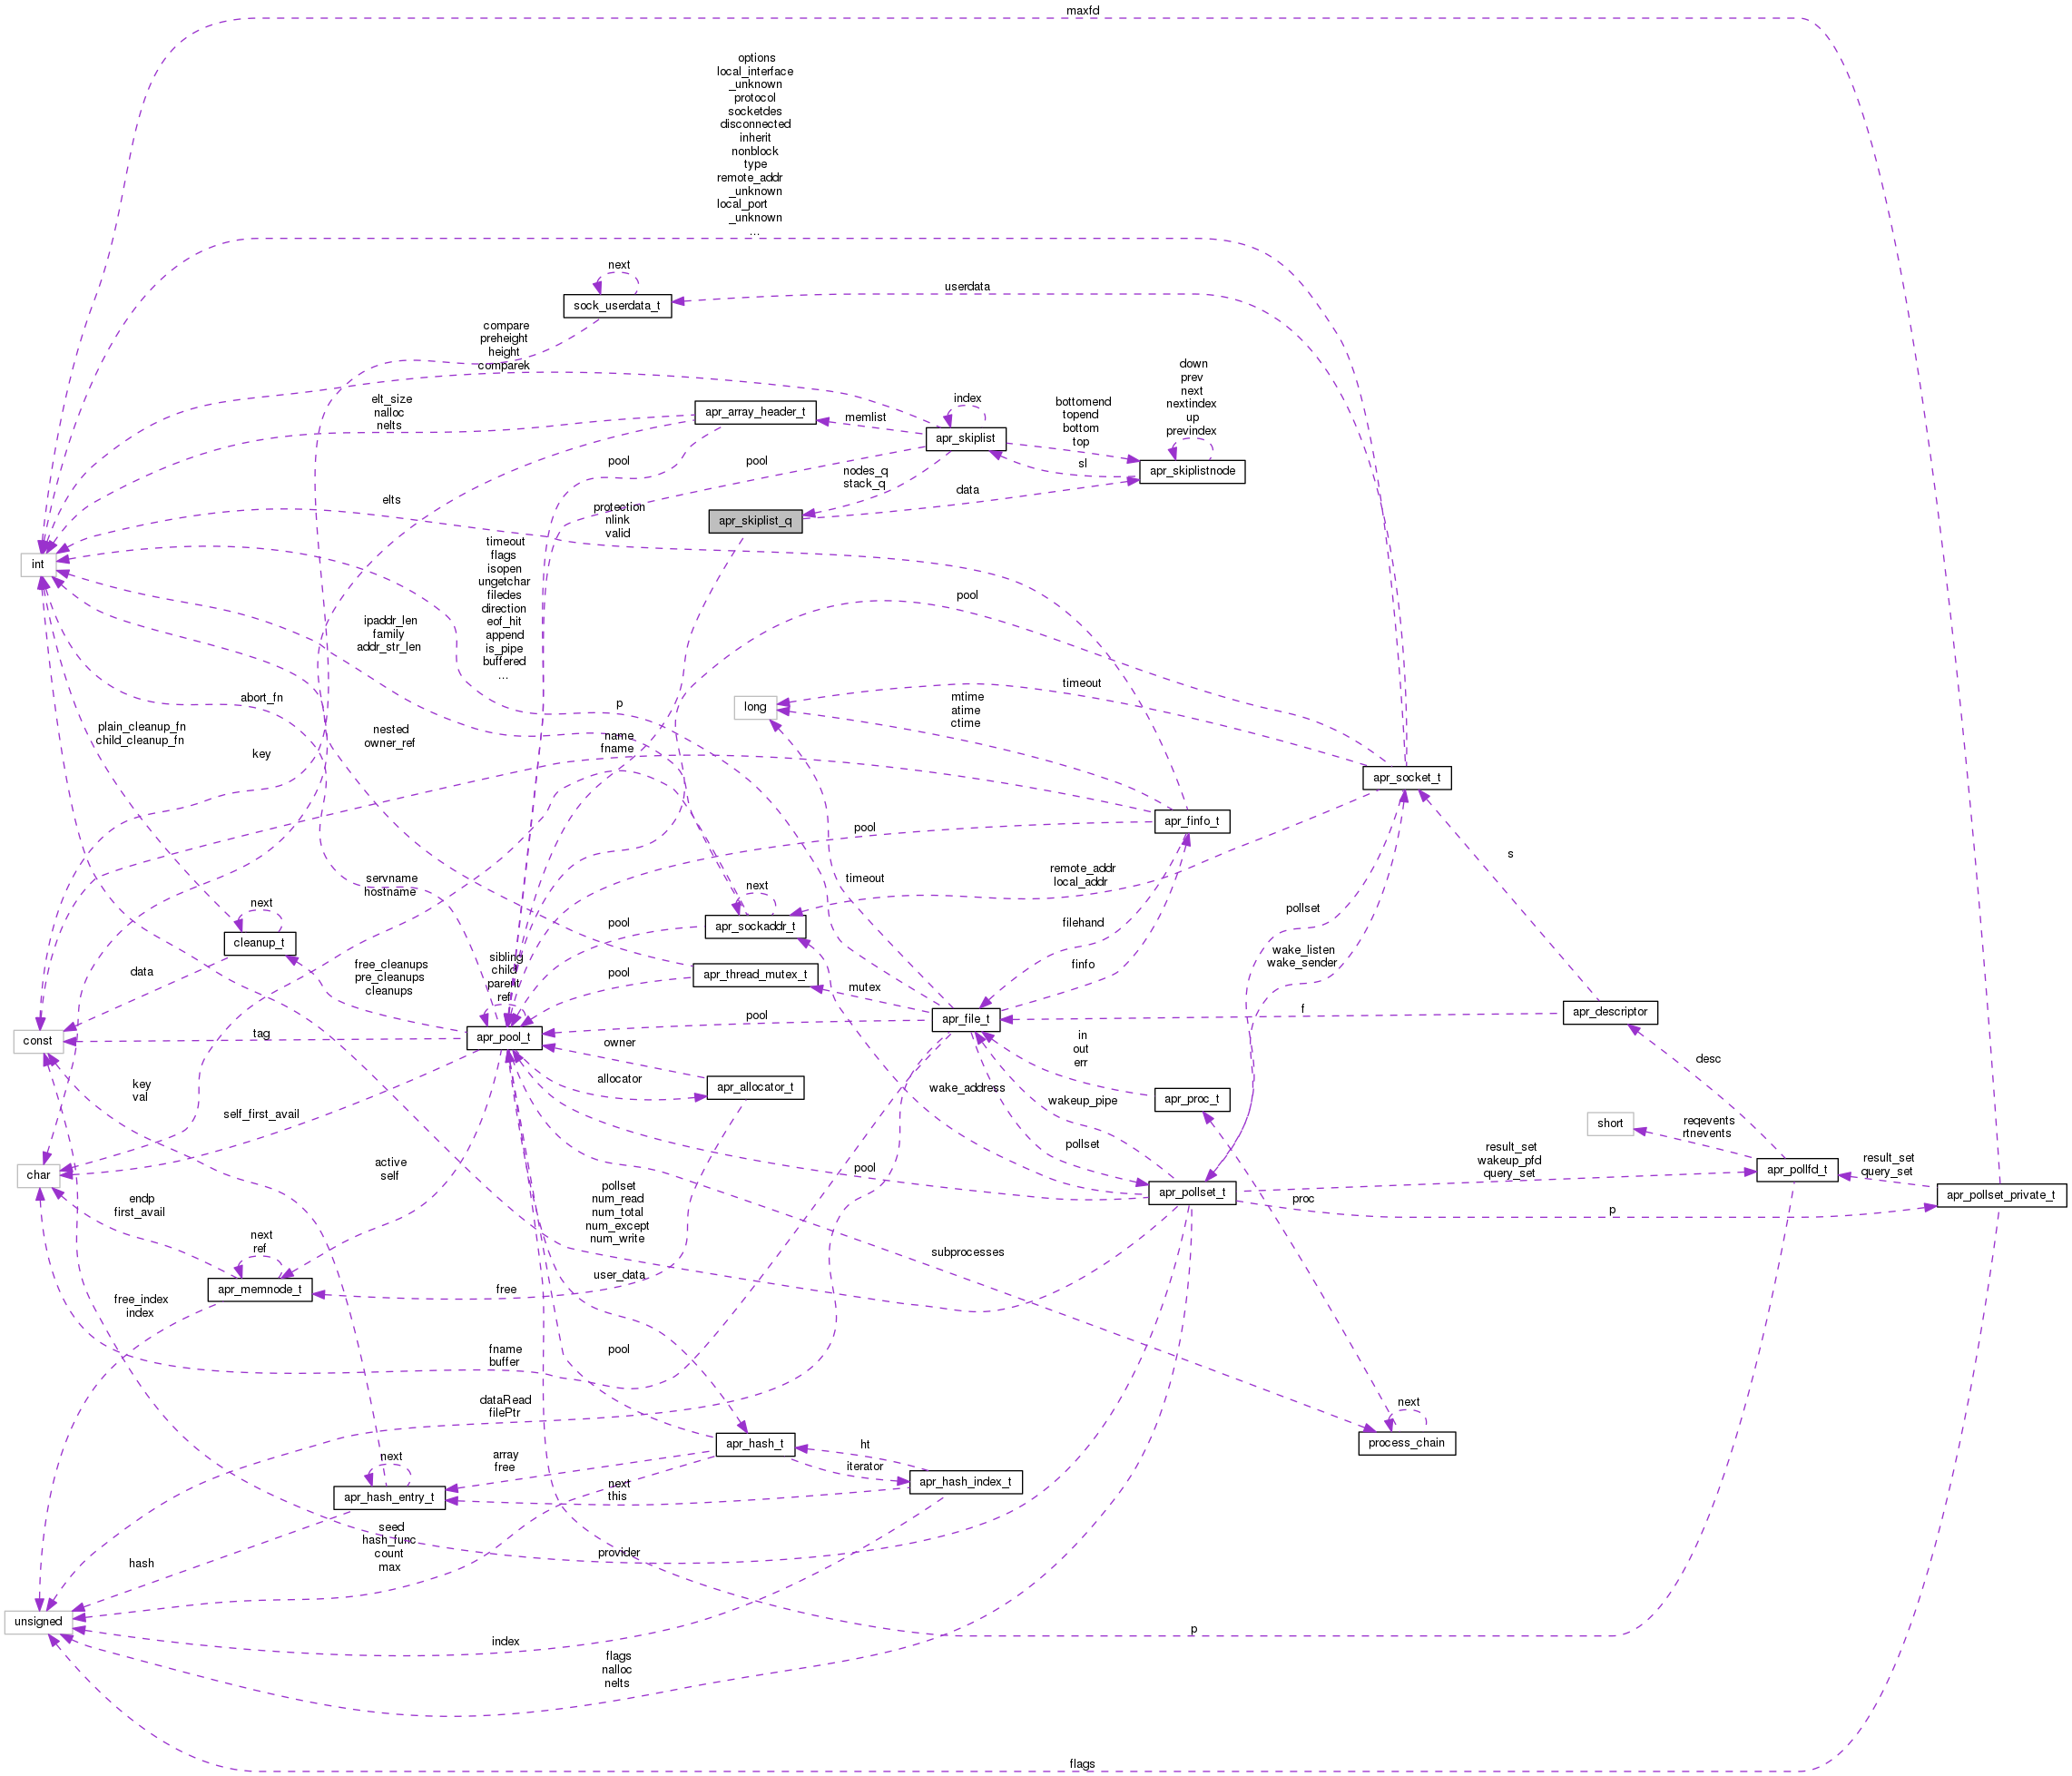 maxfd
options
local_interface
_unknown
protocol
socketdes
disconnected
inherit
nonblock
type
remote_addr
_unknown
local_port
_unknown
...
next
userdata
sock_userdata_t
compare
preheight
height
comparek
down
prev
next
nextindex
up
previndex
elt_size
nalloc
nelts
apr_array_header_t
memlist
index
apr_skiplist
bottomend
topend
bottom
top
apr_skiplistnode
sl
pool
pool
nodes_q
stack_q
data
elts
apr_skiplist_q
protection
nlink
valid
int
timeout
flags
isopen
ungetchar
filedes
direction
eof_hit
append
is_pipe
buffered
...
pool
ipaddr_len
family
addr_str_len
abort_fn
plain_cleanup_fn
child_cleanup_fn
key
nested
owner_ref
p
name
fname
long
timeout
mtime
atime
ctime
apr_socket_t
apr_finfo_t
pool
s
servname
hostname
timeout
remote_addr
local_addr
next
apr_sockaddr_t
next
cleanup_t
pool
filehand
finfo
pollset
wake_listen
wake_sender
data
free_cleanups
pre_cleanups
cleanups
sibling
child
parent
ref
apr_thread_mutex_t
pool
mutex
apr_file_t
pool
f
apr_descriptor
const
tag
apr_pool_t
owner
in
out
err
desc
key
val
allocator
apr_allocator_t
wake_address
wakeup_pipe
apr_proc_t
self_first_avail
reqevents
rtnevents
short
pollset
result_set
wakeup_pfd
query_set
apr_pollfd_t
result_set
query_set
apr_pollset_private_t
char
active
self
pool
apr_pollset_t
proc
p
endp
first_avail
pollset
num_read
num_total
num_except
num_write
next
ref
subprocesses
apr_memnode_t
free
user_data
free_index
index
fname
buffer
pool
dataRead
filePtr
next
process_chain
apr_hash_t
ht
array
free
iterator
next
apr_hash_entry_t
next
this
apr_hash_index_t
seed
hash_func
count
max
hash
provider
unsigned
index
p
flags
nalloc
nelts
flags